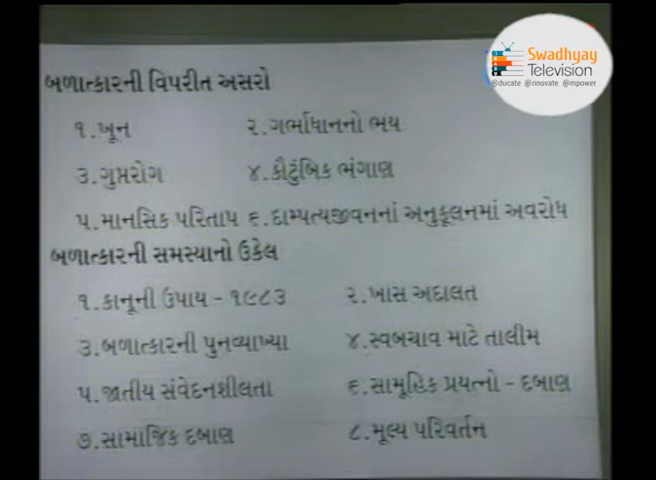 Swadhyay
Television
@ducate @nnovate @mpower
બળાત્કારની વિપરીત અસરો
૧. ખૂન ૨. ગર્ભાધાનનો ભય
૩. ગુપ્તરોગ ૪. કૌટુંબિક ભંગાણ
૫. માનસિક પરિતાપ ૬. દામ્પત્યજીવનનાં અનુકૂલનમાં અવરોધ
બળાત્કારની સમસ્યાનો ઉકેલ
૧. કાનૂની ઉપાય - ૧૯૮૩ ૨. ખાસ અદાલત
૩. બળાત્કારની પુનવ્યાખ્યા ૪. સ્વબચાવ માટે તાલીમ
૫. જાતીય સંવેદનશીલતા ૬. સામૂહિક પ્રયત્નો - દબાણ
૭. સામાજિક દબાણ ૮. મૂલ્ય પરિવર્તન